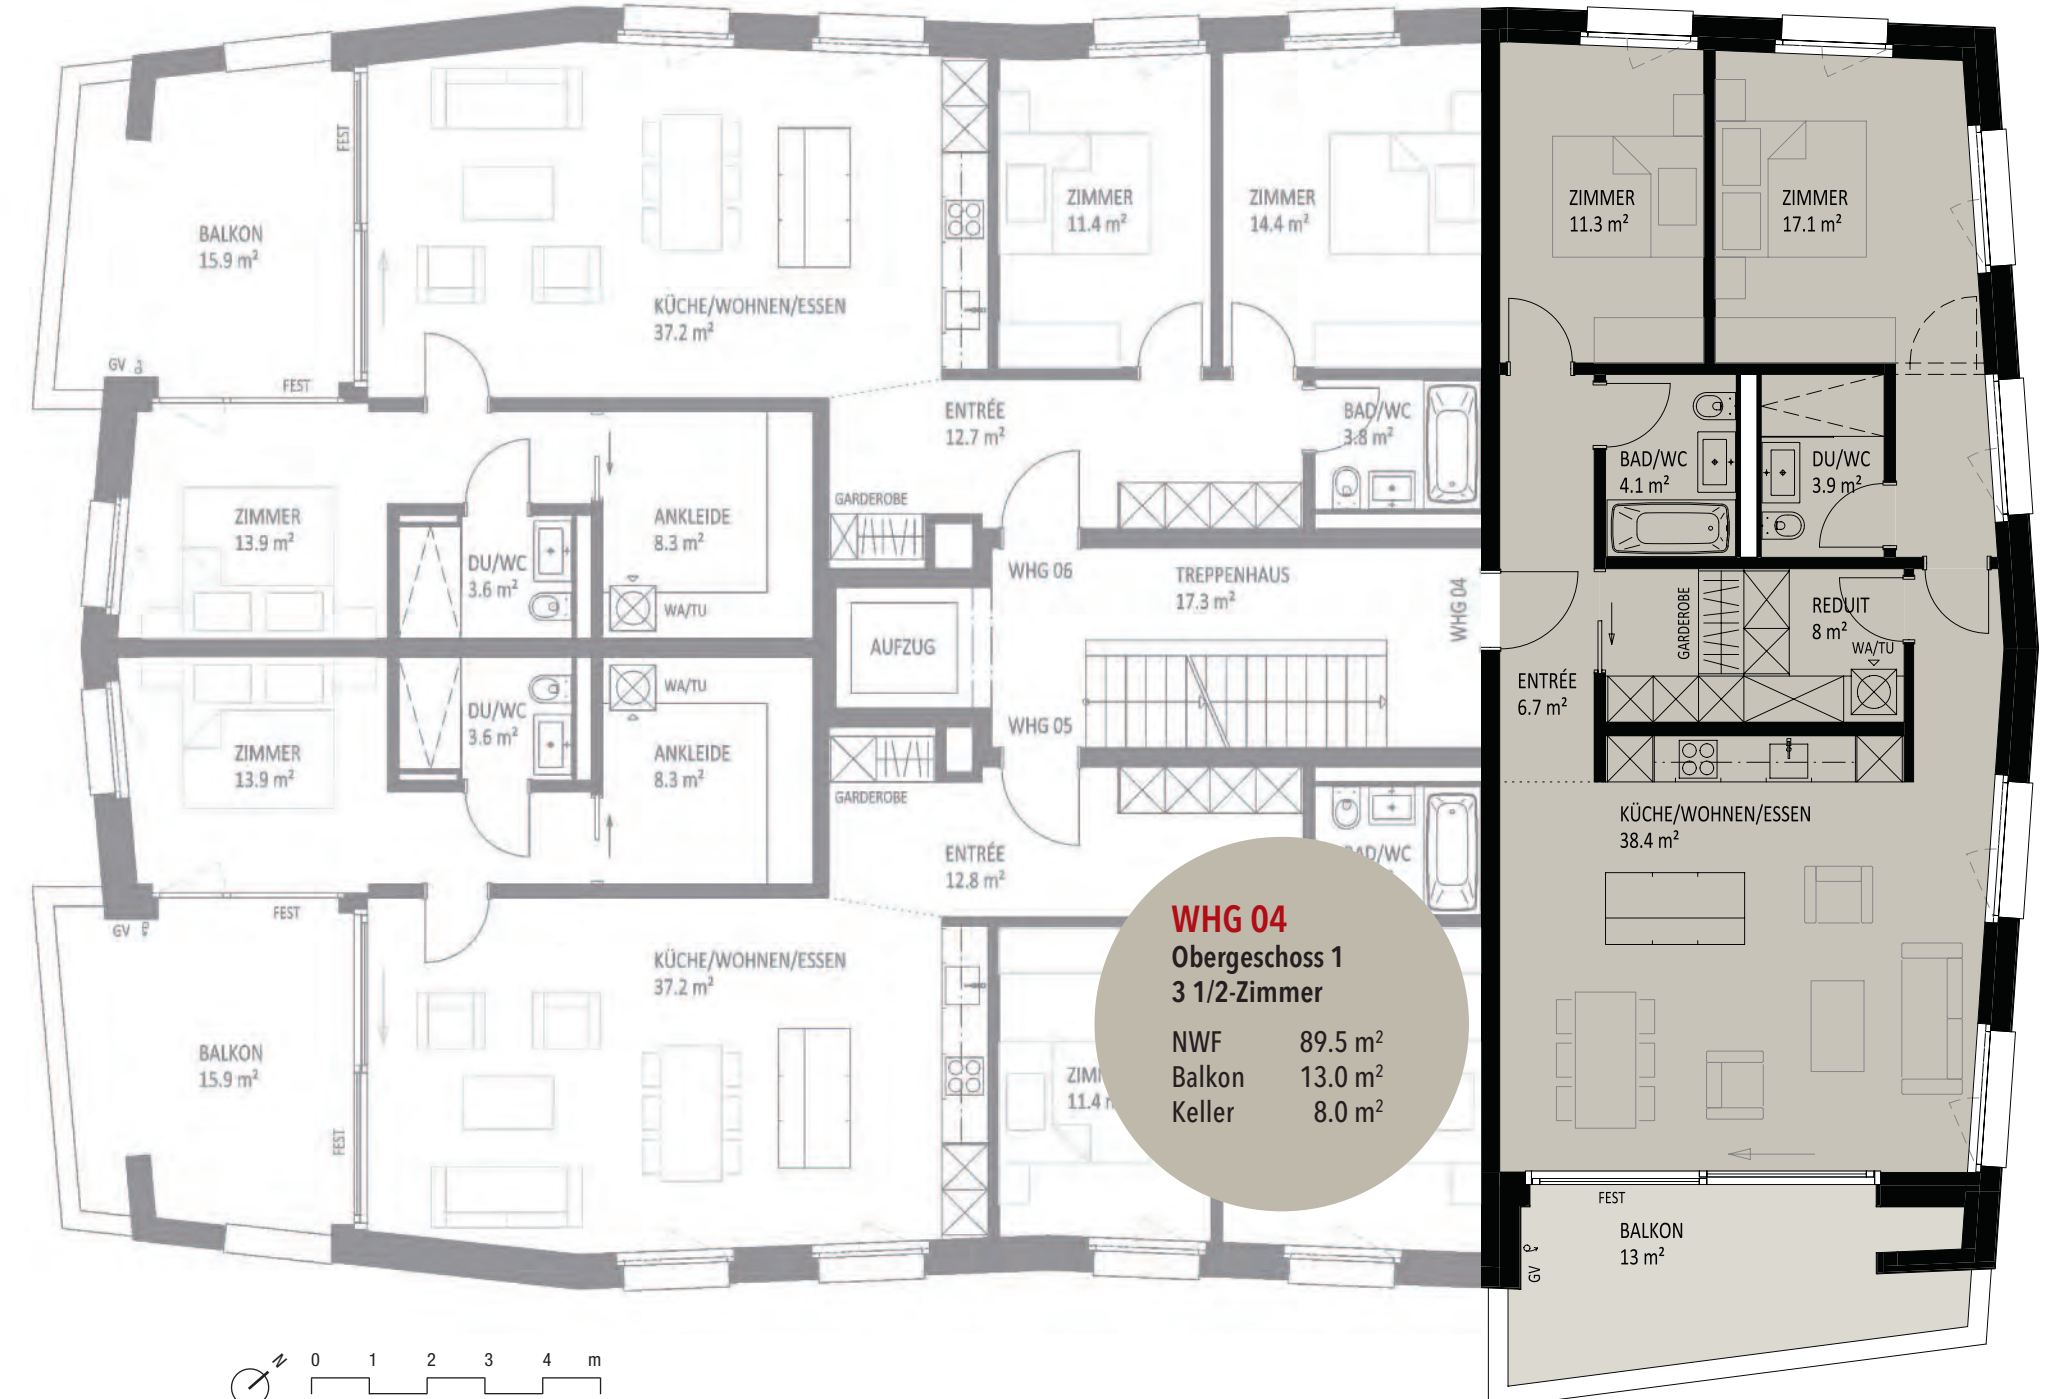 BALKON
15.9 m²
FEST
GV
FEST
KÜCHE/WOHNEN/ESSEN
37.2 m²
ZIMMER
11.4 m²
ZIMMER
14.4 m²
ENTRÉE
12.7 m²
BAD/WC
3.8 m²
GARDEROBE
ZIMMER
13.9 m²
DU/WC
3.6 m²
ANKLEIDE
8.3 m²
WA/TU
WHG 06
TREPPENHAUS
17.3 m²
WHG 04
AUFZUG
WHG 05
ZIMMER
13.9 m²
DU/WC
3.6 m²
WA/TU
ANKLEIDE
8.3 m²
GARDEROBE
ENTRÉE
12.8 m²
FEST
GV
KÜCHE/WOHNEN/ESSEN
37.2 m²
BALKON
15.9 m²
FEST
11.4
WHG 04
Obergeschoss 1
3 1/2-Zimmer
NWF 89.5 m²
Balkon 13.0 m²
Keller 8.0 m²
ZIMMER
11.3 m²
ZIMMER
17.1 m²
BAD/WC
4.1 m²
DU/WC
3.9 m²
GARDEROBE
REDUIT
8 m²
WA/TU
ENTRÉE
6.7 m²
KÜCHE/WOHNEN/ESSEN
38.4 m²
FEST
BALKON
13 m²
GV
N
0 1 2 3 4 m